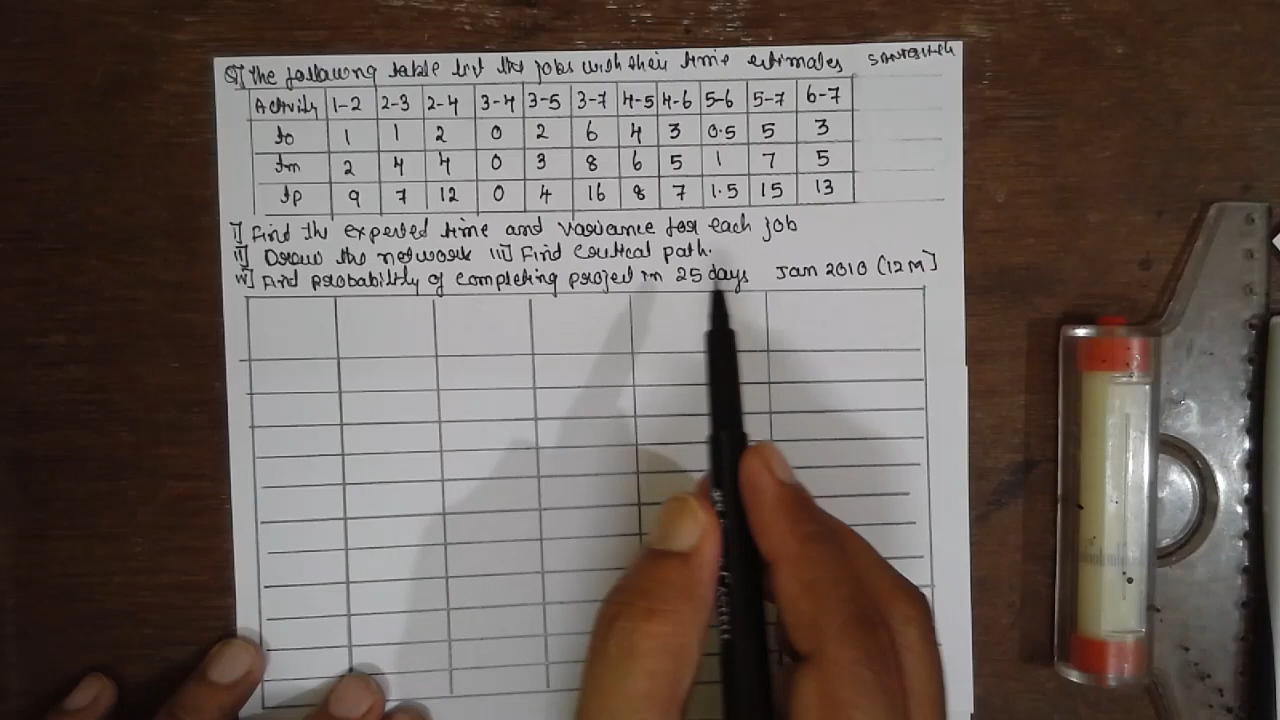 Q] The following table list the jobs with their time estimates SANTOSH
Activity 1-2 2-3 2-4 3-4 3-5 3-7 4-5 4-6 5-6 5-7 6-7
to 1 1 2 0 2 6 4 3 0.5 5 3
tm 2 4 4 0 3 8 6 5 1 7 5
tp 9 7 12 0 4 16 8 7 1.5 15 13
i] Find the expected time and variance for each job
ii] Draw the network iii] Find critical path.
iv] Find probability of completing project in 25 days Jan 2010 (12M]